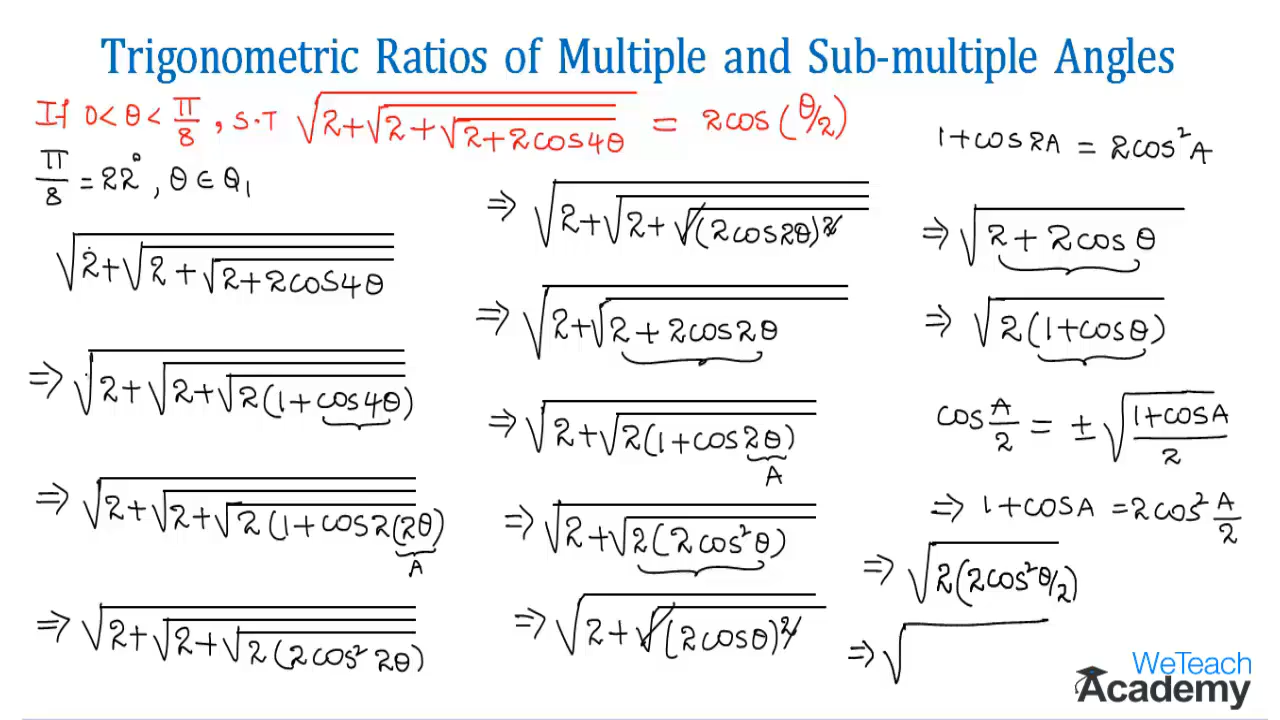 Trigonometric Ratios of Multiple and Sub-multiple Angles
If 0<θ<π/8, S.T √(2+√(2+√(2+2cos4θ))) = 2cos(θ/2)
π/8 = 22°, θ ∈ Q₁
√(2+√(2+√(2+2cos4θ)))
⇒ √(2+√(2+√(2(1+cos4θ))))
⇒ √(2+√(2+√(2(1+cos2(2θ)))))
A
⇒ √(2+√(2+√(2(2cos²2θ))))
⇒ √(2+√(2+√((2cos2θ)²)))
⇒ √(2+√(2+2cos2θ))
⇒ √(2+√(2(1+cos2θ)))
A
⇒ √(2+√(2(2cos²θ)))
⇒ √(2+√((2cosθ)²))
1+cos2A = 2cos²A
⇒ √(2+2cosθ)
⇒ √(2(1+cosθ))
cos A/2 = ±√((1+cosA)/2)
⇒ 1+cosA = 2cos² A/2
⇒ √(2(2cos²θ/2))
⇒ √
WeTeach
Academy